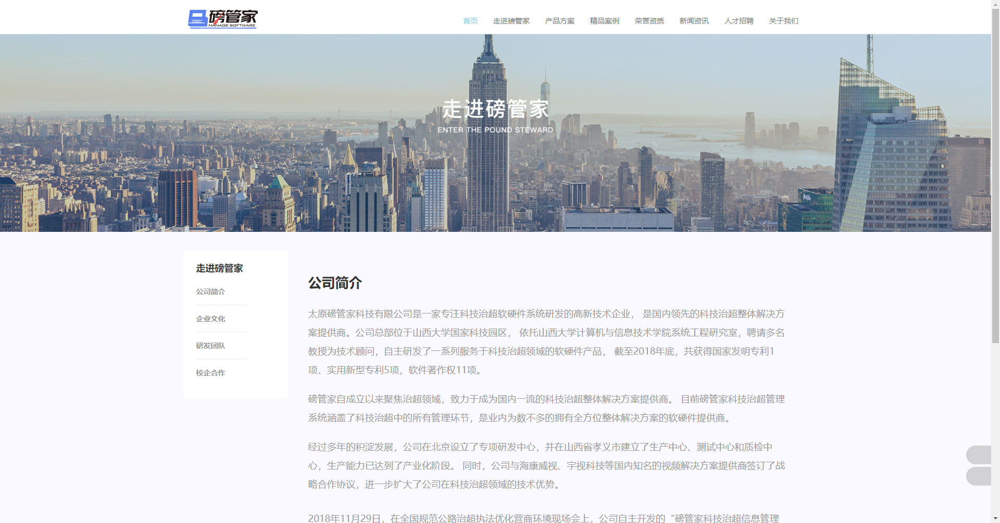 磅管家
MANAGE SOFTWARE
首页 走进磅管家 产品方案 精品案例 荣誉资质 新闻资讯 人才招聘 关于我们
走进磅管家
ENTER THE POUND STEWARD
走进磅管家
公司简介
企业文化
研发团队
校企合作
公司简介
太原磅管家科技有限公司是一家专注科技治超软硬件系统研发的高新技术企业， 是国内领先的科技治超整体解决方
案提供商。公司总部位于山西大学国家科技园区， 依托山西大学计算机与信息技术学院系统工程研究室，聘请多名
教授为技术顾问，自主研发了一系列服务于科技治超领域的软硬件产品， 截至2018年底，共获得国家发明专利1
项、实用新型专利5项，软件著作权11项。
磅管家自成立以来聚焦治超领域，致力于成为国内一流的科技治超整体解决方案提供商。 目前磅管家科技治超管理
系统涵盖了科技治超中的所有管理环节，是业内为数不多的拥有全方位整体解决方案的软硬件提供商。
经过多年的积淀发展，公司在北京设立了专项研发中心，并在山西省孝义市建立了生产中心、测试中心和质检中
心，生产能力已达到了产业化阶段。 同时，公司与海康威视、宇视科技等国内知名的视频解决方案提供商签订了战
略合作协议，进一步扩大了公司在科技治超领域的技术优势。
2018年11月29日，在全国规范公路治超执法优化营商环境现场会上，公司自主开发的“磅管家科技治超信息管理